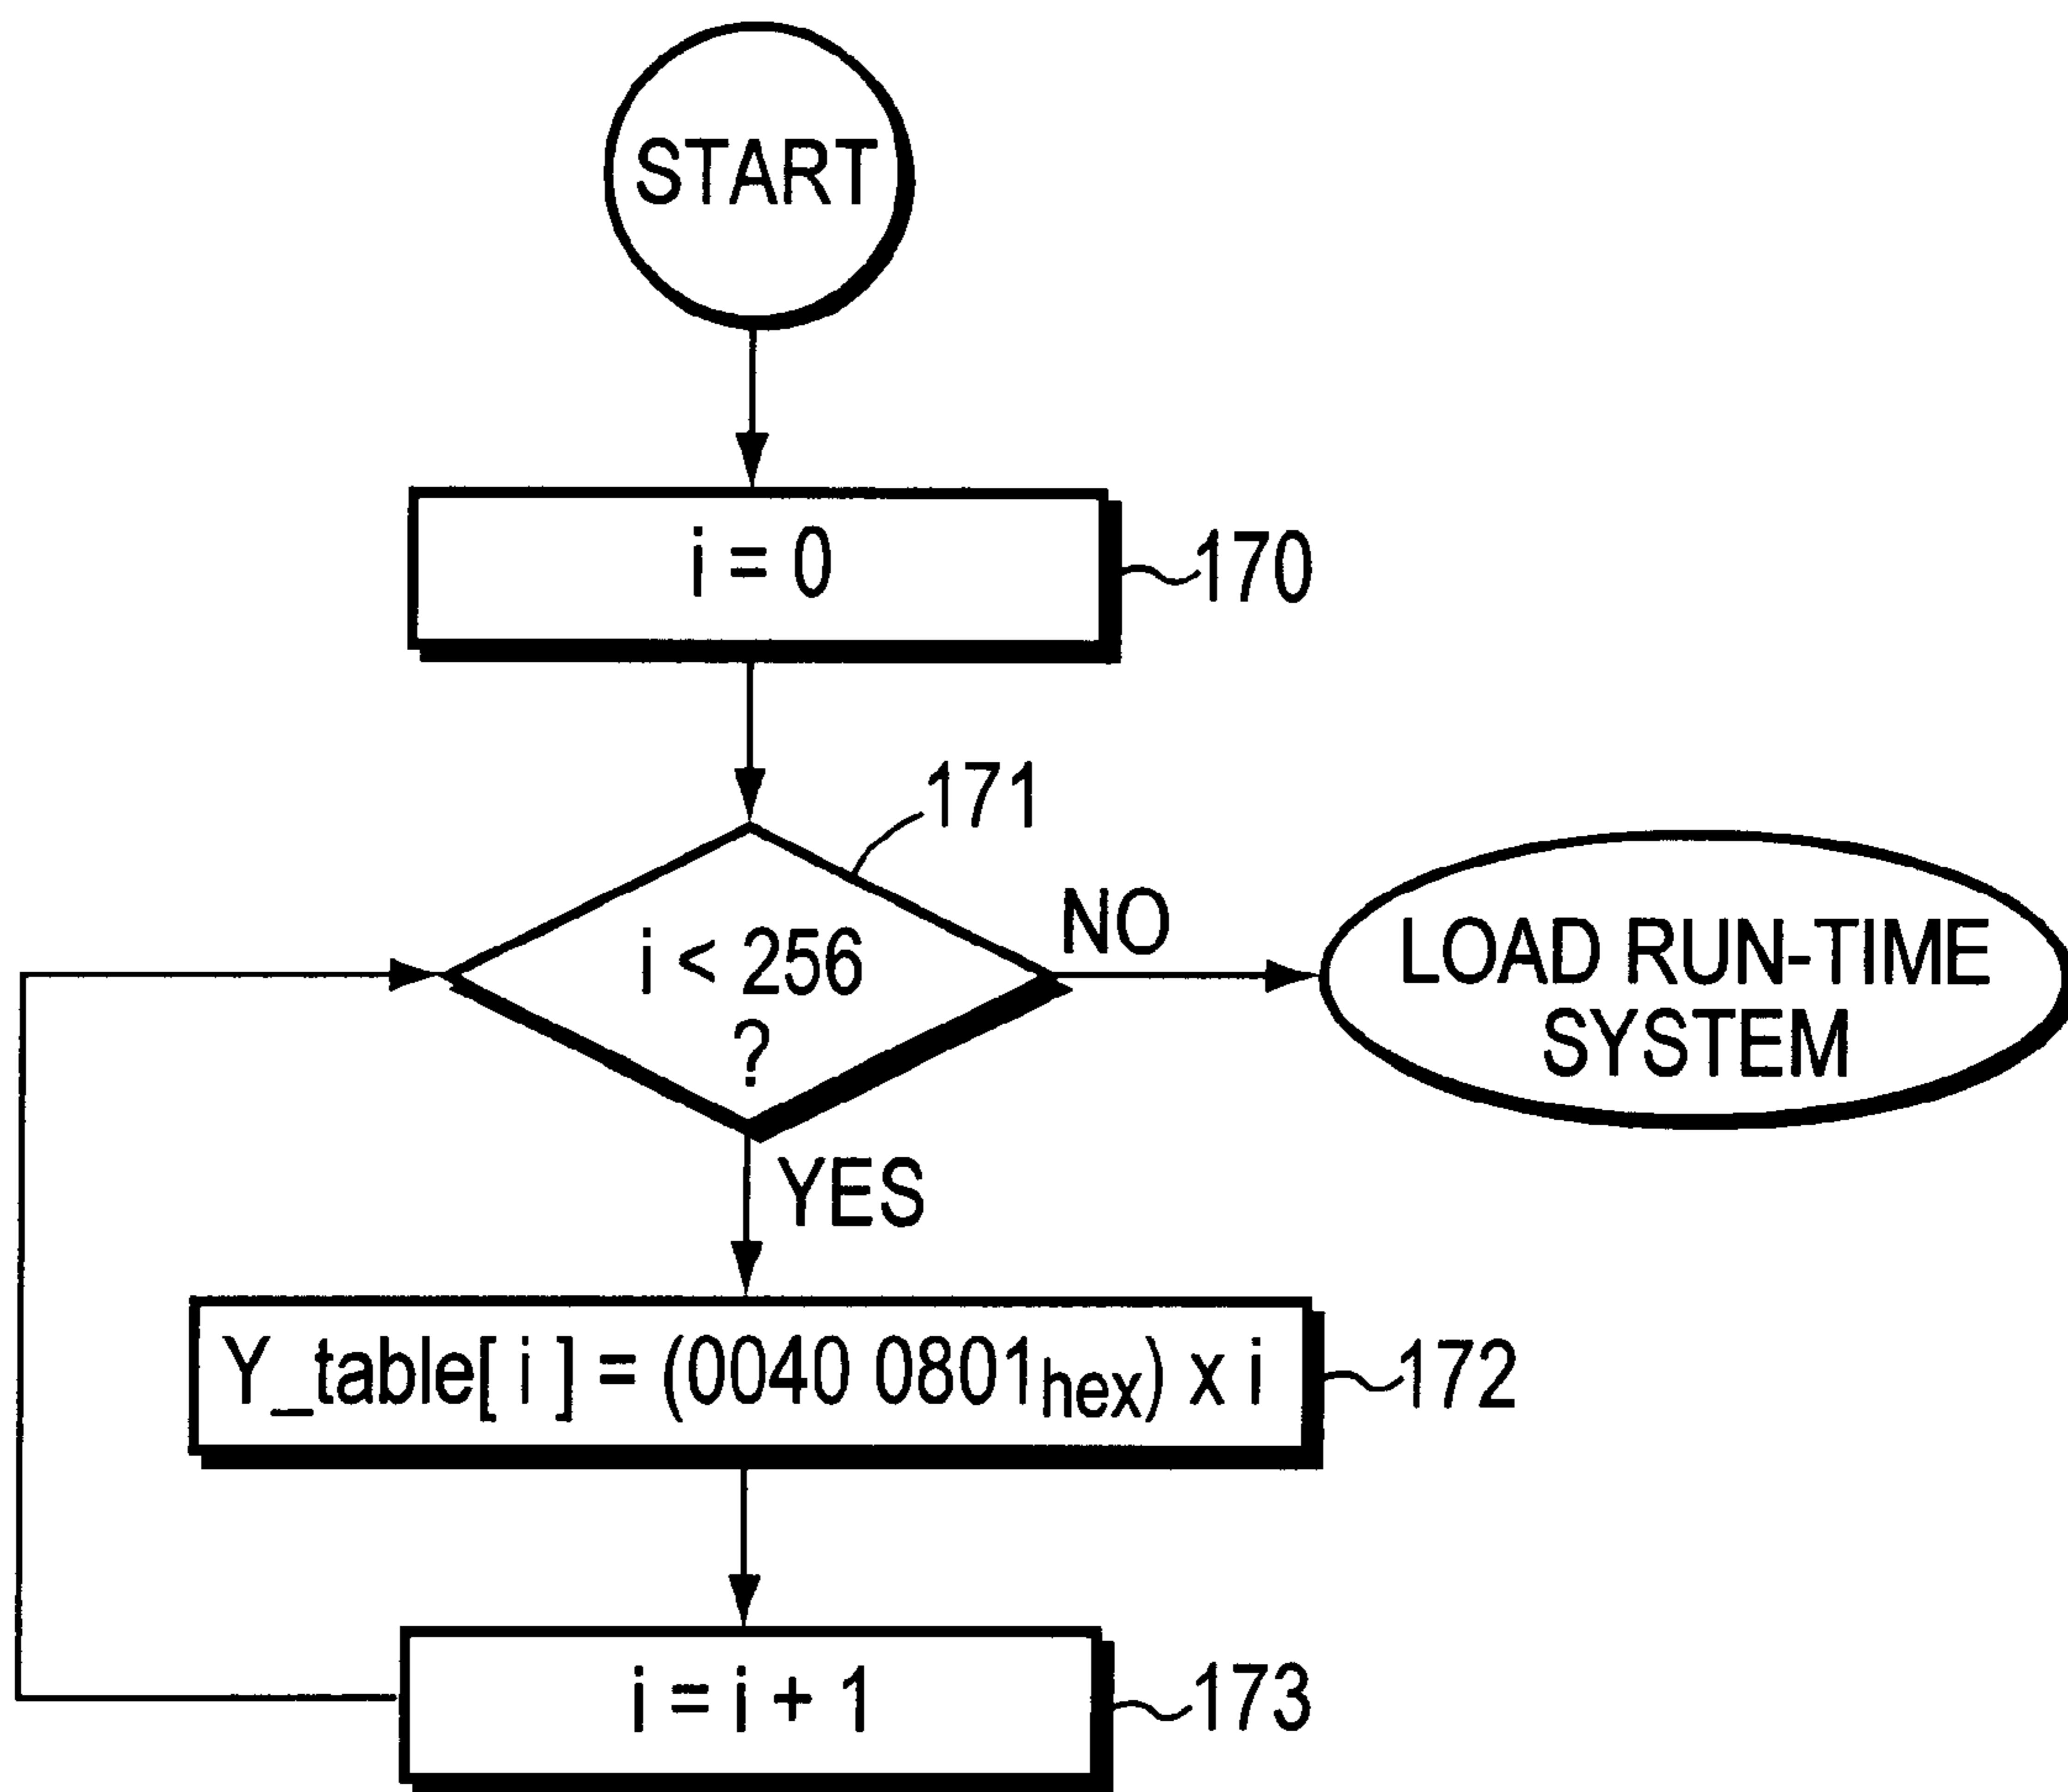 START
i = 0
170
171
i < 256
?
NO
LOAD RUN-TIME
SYSTEM
YES
Y_table[ i ] = (0040 0801hex) x i
172
i = i + 1
173